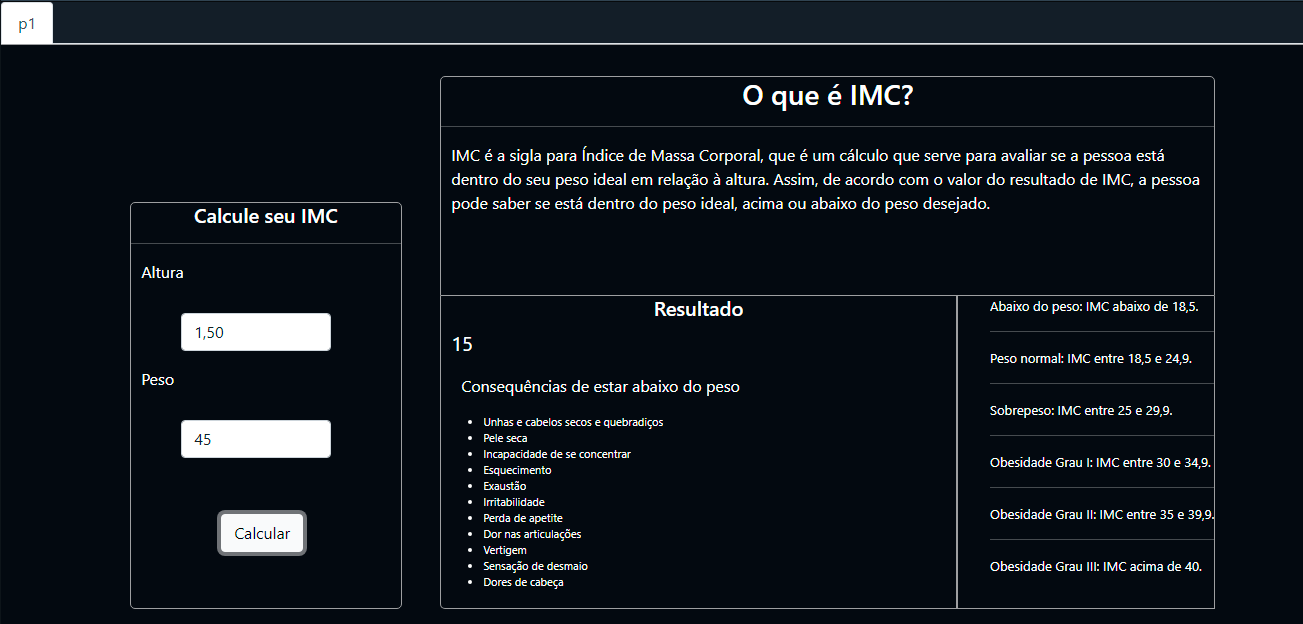 p1
O que é IMC?
IMC é a sigla para Índice de Massa Corporal, que é um cálculo que serve para avaliar se a pessoa está
dentro do seu peso ideal em relação à altura. Assim, de acordo com o valor do resultado de IMC, a pessoa
pode saber se está dentro do peso ideal, acima ou abaixo do peso desejado.
Calcule seu IMC
Altura
1,50
Peso
45
Calcular
Resultado
15
Consequências de estar abaixo do peso
Unhas e cabelos secos e quebradiços
Pele seca
Incapacidade de se concentrar
Esquecimento
Exaustão
Irritabilidade
Perda de apetite
Dor nas articulações
Vertigem
Sensação de desmaio
Dores de cabeça
Abaixo do peso: IMC abaixo de 18,5.
Peso normal: IMC entre 18,5 e 24,9.
Sobrepeso: IMC entre 25 e 29,9.
Obesidade Grau I: IMC entre 30 e 34,9.
Obesidade Grau II: IMC entre 35 e 39,9.
Obesidade Grau III: IMC acima de 40.